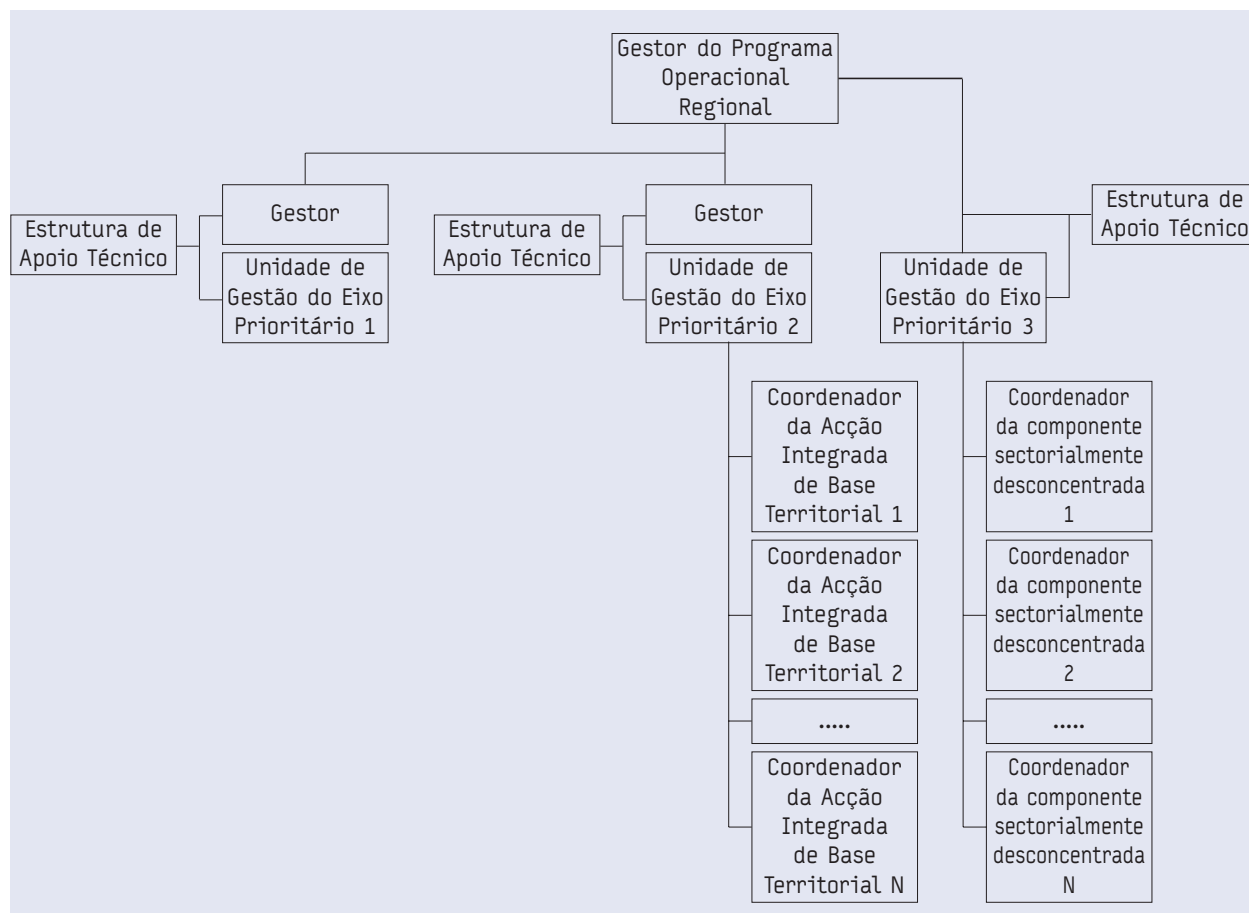 Gestor do Programa
Operacional
Regional
Gestor
Estrutura de
Apoio Técnico
Unidade de
Gestão do Eixo
Prioritário 1
Gestor
Estrutura de
Apoio Técnico
Unidade de
Gestão do Eixo
Prioritário 2
Estrutura de
Apoio Técnico
Unidade de
Gestão do Eixo
Prioritário 3
Coordenador
da Acção
Integrada
de Base
Territorial 1
Coordenador
da Acção
Integrada
de Base
Territorial 2
.....
Coordenador
da Acção
Integrada
de Base
Territorial N
Coordenador
da componente
sectorialmente
desconcentrada
1
Coordenador
da componente
sectorialmente
desconcentrada
2
.....
Coordenador
da componente
sectorialmente
desconcentrada
N